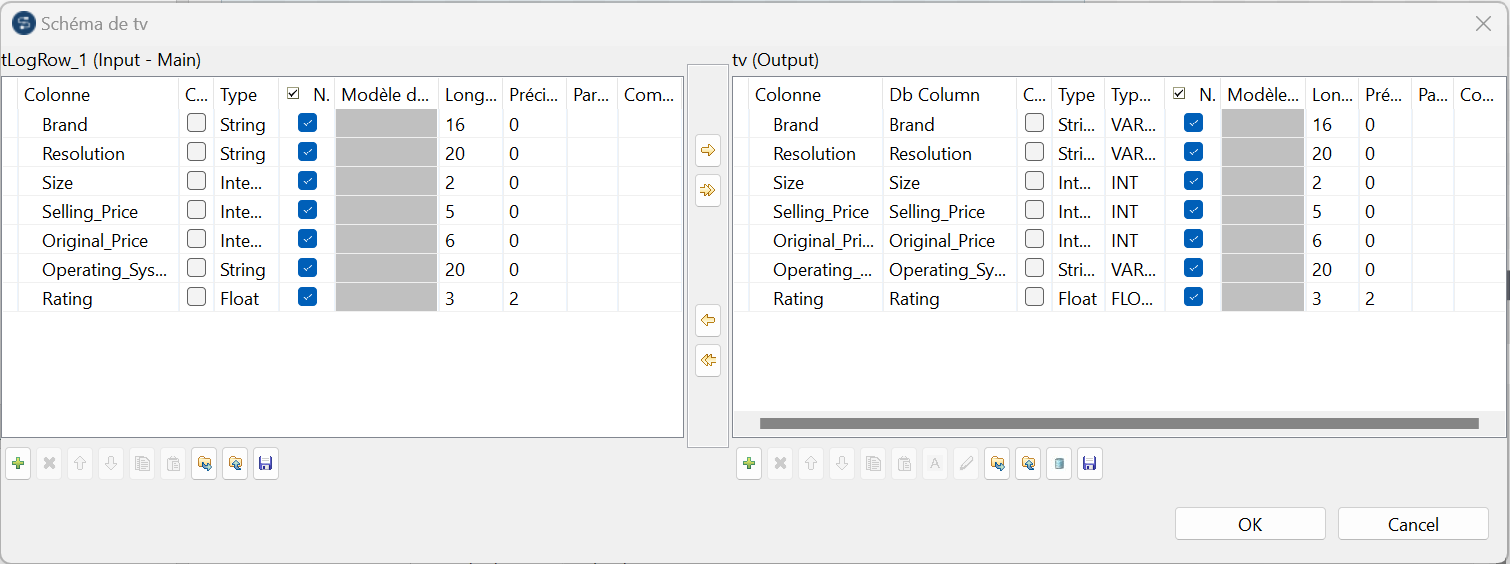 Schéma de tv
tLogRow_1 (Input - Main)
Colonne C... Type N. Modèle d... Long... Préci... Par... Com...
Brand String 16 0
Resolution String 20 0
Size Inte... 2 0
Selling_Price Inte... 5 0
Original_Price Inte... 6 0
Operating_Sys... String 20 0
Rating Float 3 2
tv (Output)
Colonne Db Column C... Type Typ... N. Modèle... Lon... Pré... Pa... Co...
Brand Brand Stri... VAR... 16 0
Resolution Resolution Stri... VAR... 20 0
Size Size Int... INT 2 0
Selling_Price Selling_Price Int... INT 5 0
Original_Pri... Original_Price Int... INT 6 0
Operating_... Operating_Sy... Stri... VAR... 20 0
Rating Rating Float FLO... 3 2
A
OK Cancel